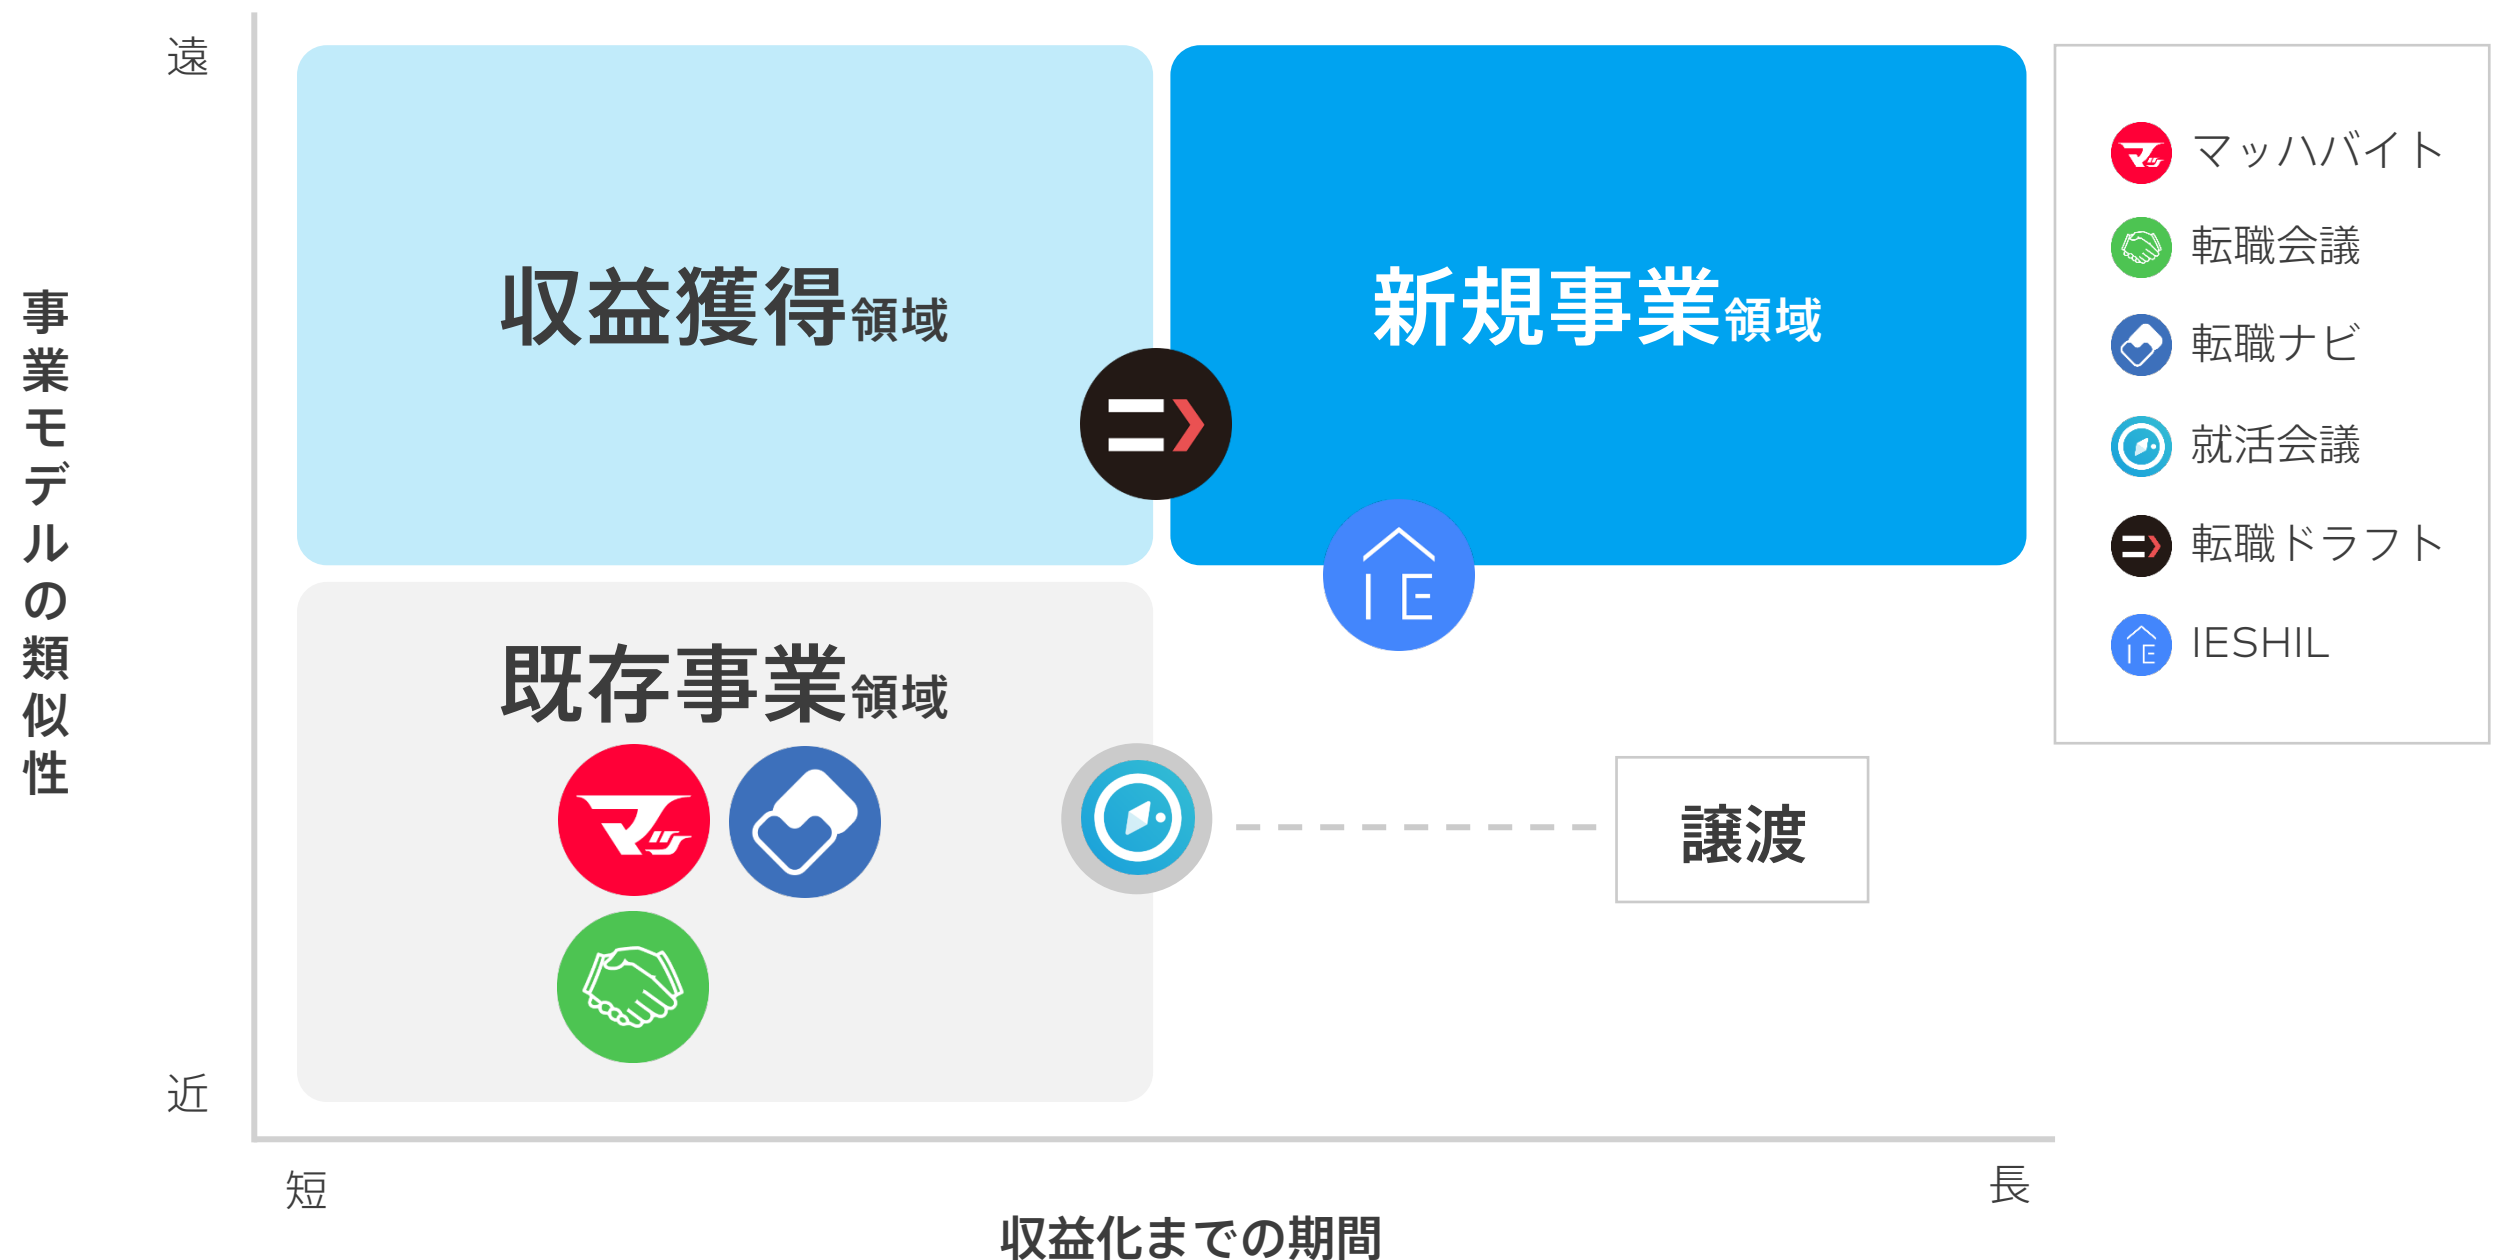 遠
事業モデルの類似性
近
収益獲得領域
新規事業領域
IE
既存事業領域
譲渡
短
長
収益化までの期間
マッハバイト
転職会議
転職ナビ
就活会議
転職ドラフト
IE
IESHIL